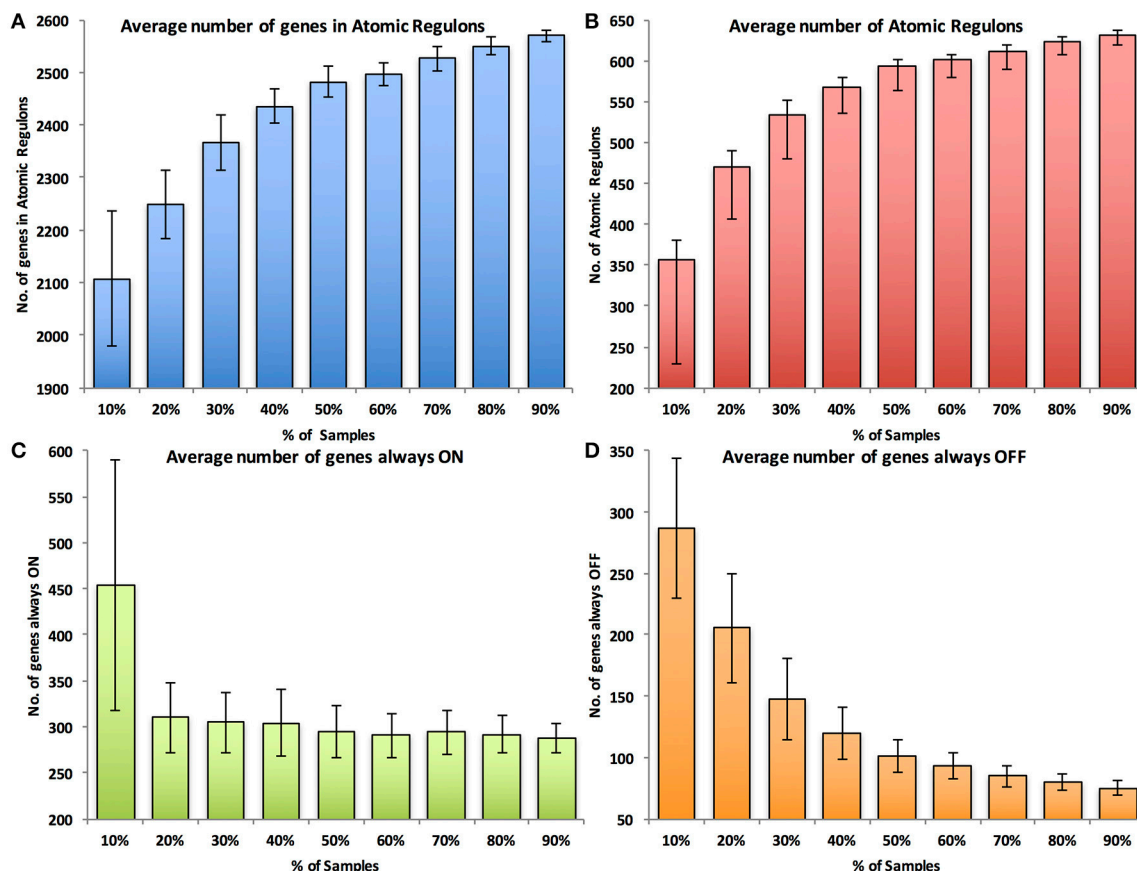 A
Average number of genes in Atomic Regulons
No. of genes in Atomic Regulons
2600
2500
2400
2300
2200
2100
2000
1900
10% 20% 30% 40% 50% 60% 70% 80% 90%
% of Samples
B
Average number of Atomic Regulons
No. of Atomic Regulons
650
600
550
500
450
400
350
300
250
200
10% 20% 30% 40% 50% 60% 70% 80% 90%
% of Samples
C
Average number of genes always ON
No. of genes always ON
600
550
500
450
400
350
300
250
200
10% 20% 30% 40% 50% 60% 70% 80% 90%
% of Samples
D
Average number of genes always OFF
No. of genes always OFF
350
300
250
200
150
100
50
10% 20% 30% 40% 50% 60% 70% 80% 90%
% of Samples